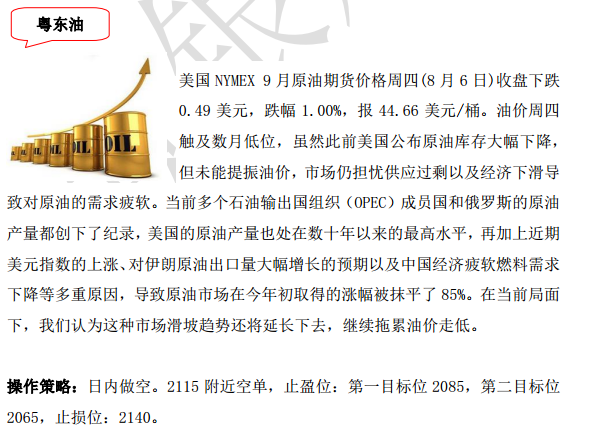 粤东油
美国 NYMEX 9 月原油期货价格周四(8 月 6 日)收盘下跌
0.49 美元，跌幅 1.00%，报 44.66 美元/桶。油价周四
触及数月低位，虽然此前美国公布原油库存大幅下降，
但未能提振油价，市场仍担忧供应过剩以及经济下滑导
致对原油的需求疲软。当前多个石油输出国组织（OPEC）成员国和俄罗斯的原油
产量都创下了纪录，美国的原油产量也处在数十年以来的最高水平，再加上近期
美元指数的上涨、对伊朗原油出口量大幅增长的预期以及中国经济疲软燃料需求
下降等多重原因，导致原油市场在今年初取得的涨幅被抹平了 85%。在当前局面
下，我们认为这种市场滑坡趋势还将延长下去，继续拖累油价走低。
操作策略：日内做空。2115 附近空单，止盈位：第一目标位 2085，第二目标位
2065，止损位：2140。
OIL
OIL
OIL